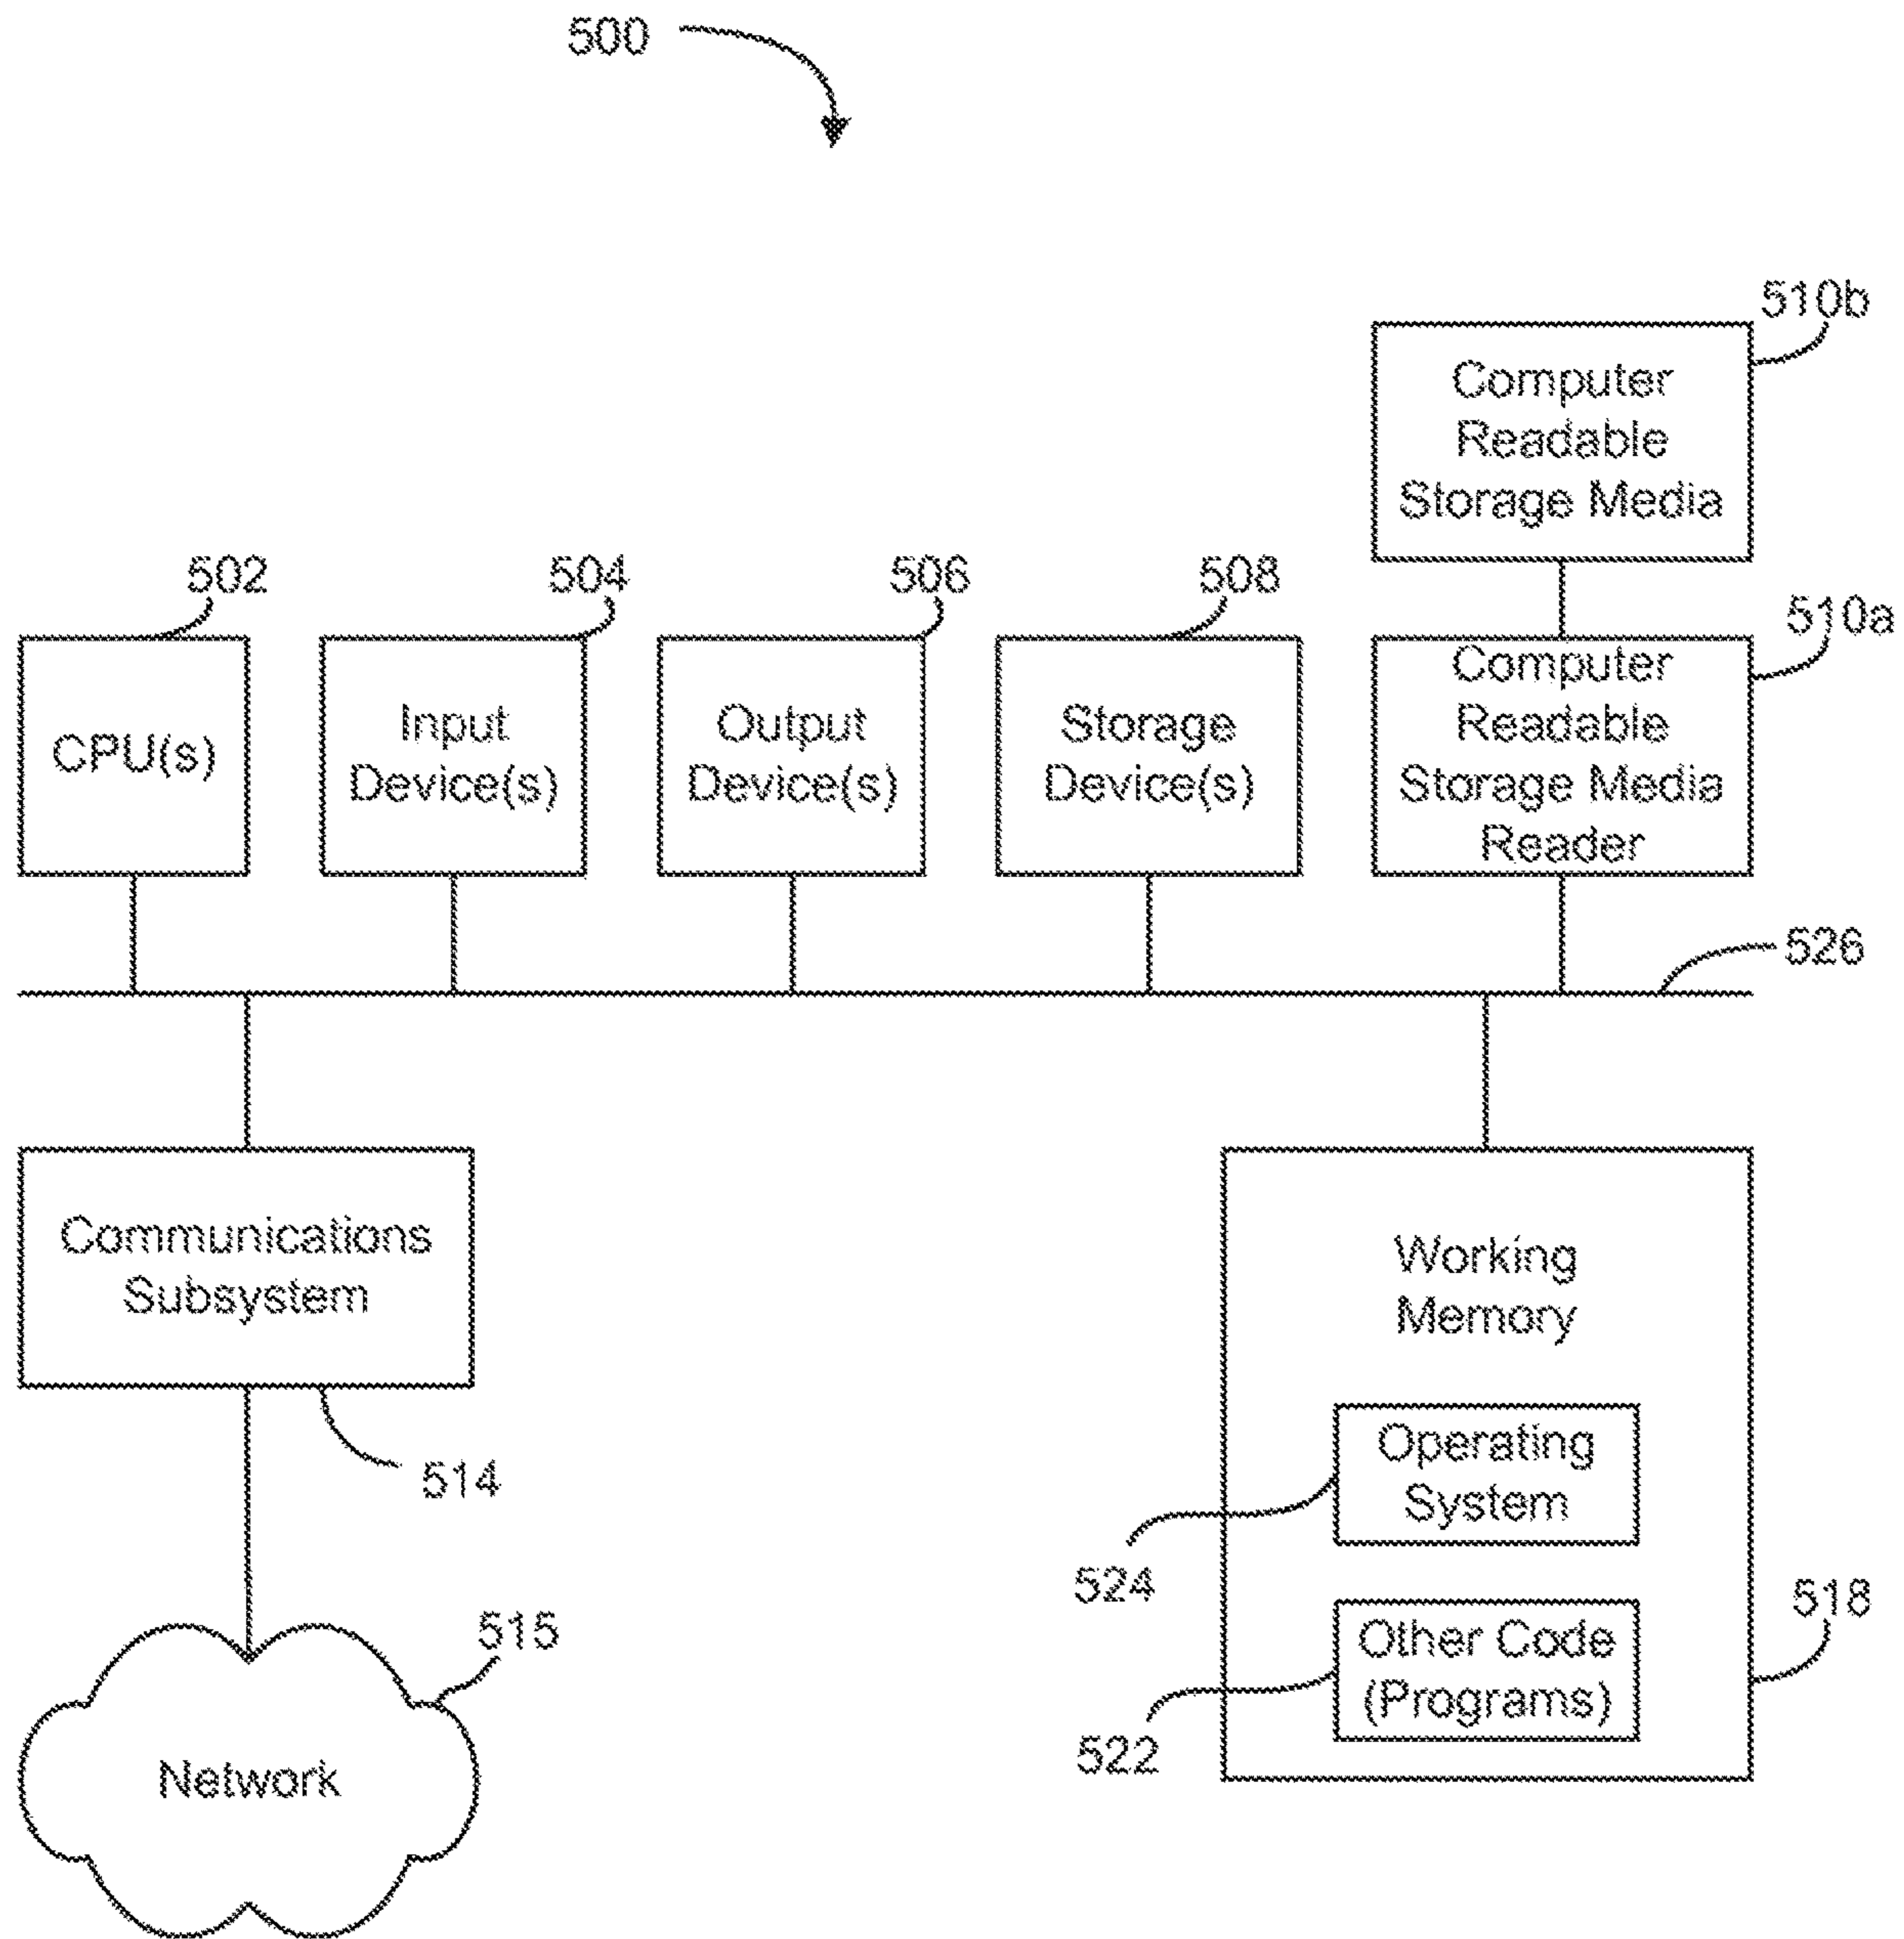 500
510b
Computer
Readable
Storage Media
502
504
506
508
510a
CPU(s)
Input
Device(s)
Output
Device(s)
Storage
Device(s)
Computer
Readable
Storage Media
Reader
526
Communications
Subsystem
514
Working
Memory
Operating
System
524
Other Code
(Programs)
522
518
515
Network